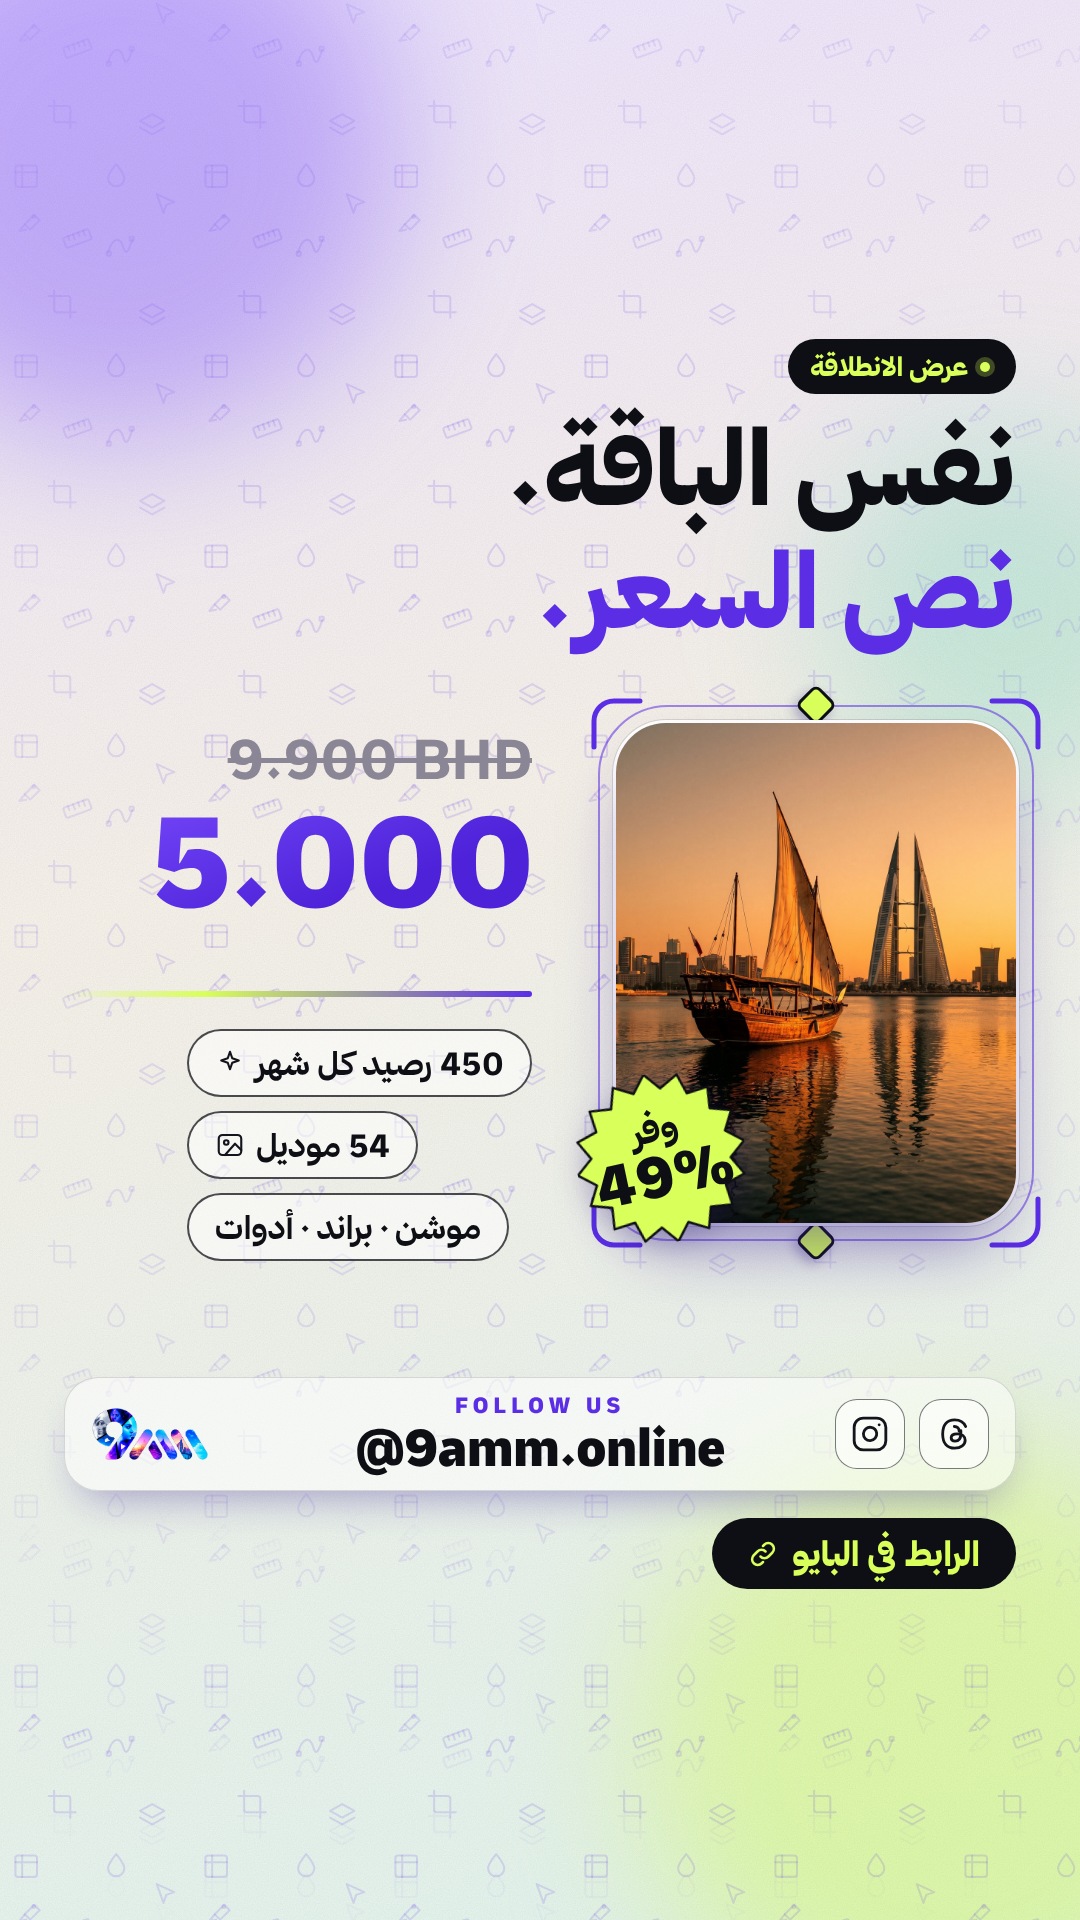 عرض الانطلاقة
نفس الباقة.
نص السعر.
9.900 BHD
5.000
450 رصيد كل شهر
54 موديل
موشن · براند · أدوات
وفر
49%
FOLLOW US
@9amm.online
9am
الرابط في البايو